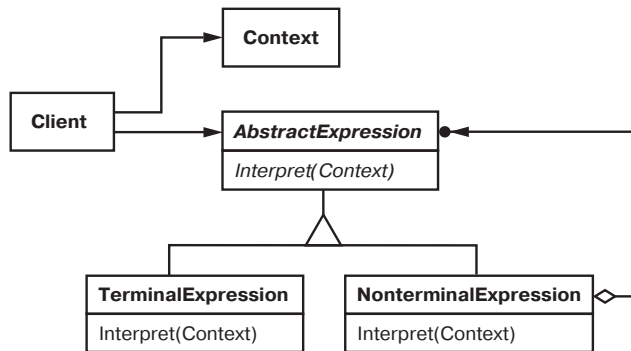 Context
Client
AbstractExpression
Interpret(Context)
TerminalExpression
Interpret(Context)
NonterminalExpression
Interpret(Context)